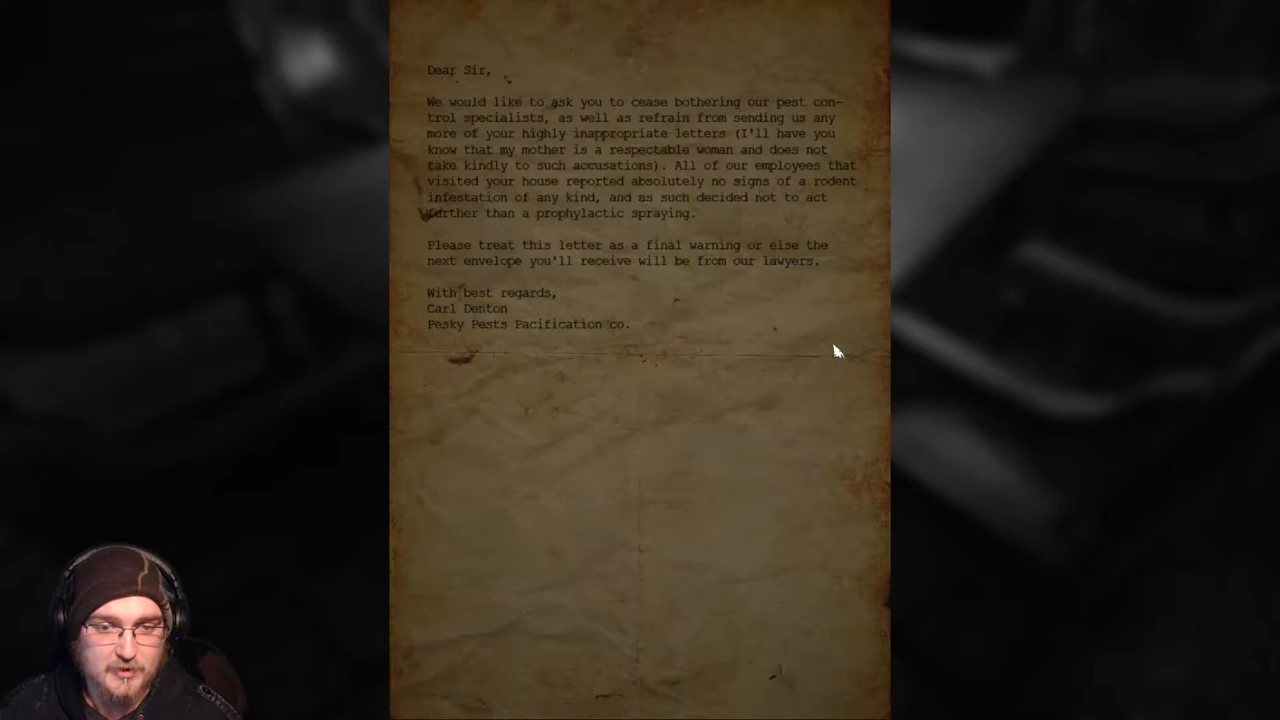 Dear Sir,
We would like to ask you to cease bothering our pest con-
trol specialists, as well as refrain from sending us any
more of your highly inappropriate letters (I'll have you
know that my mother is a respectable woman and does not
take kindly to such accusations). All of our employees that
visited your house reported absolutely no signs of a rodent
infestation of any kind, and as such decided not to act
further than a prophylactic spraying.
Please treat this letter as a final warning or else the
next envelope you'll receive will be from our lawyers.
With best regards,
Carl Denton
Pesky Pests Pacification co.